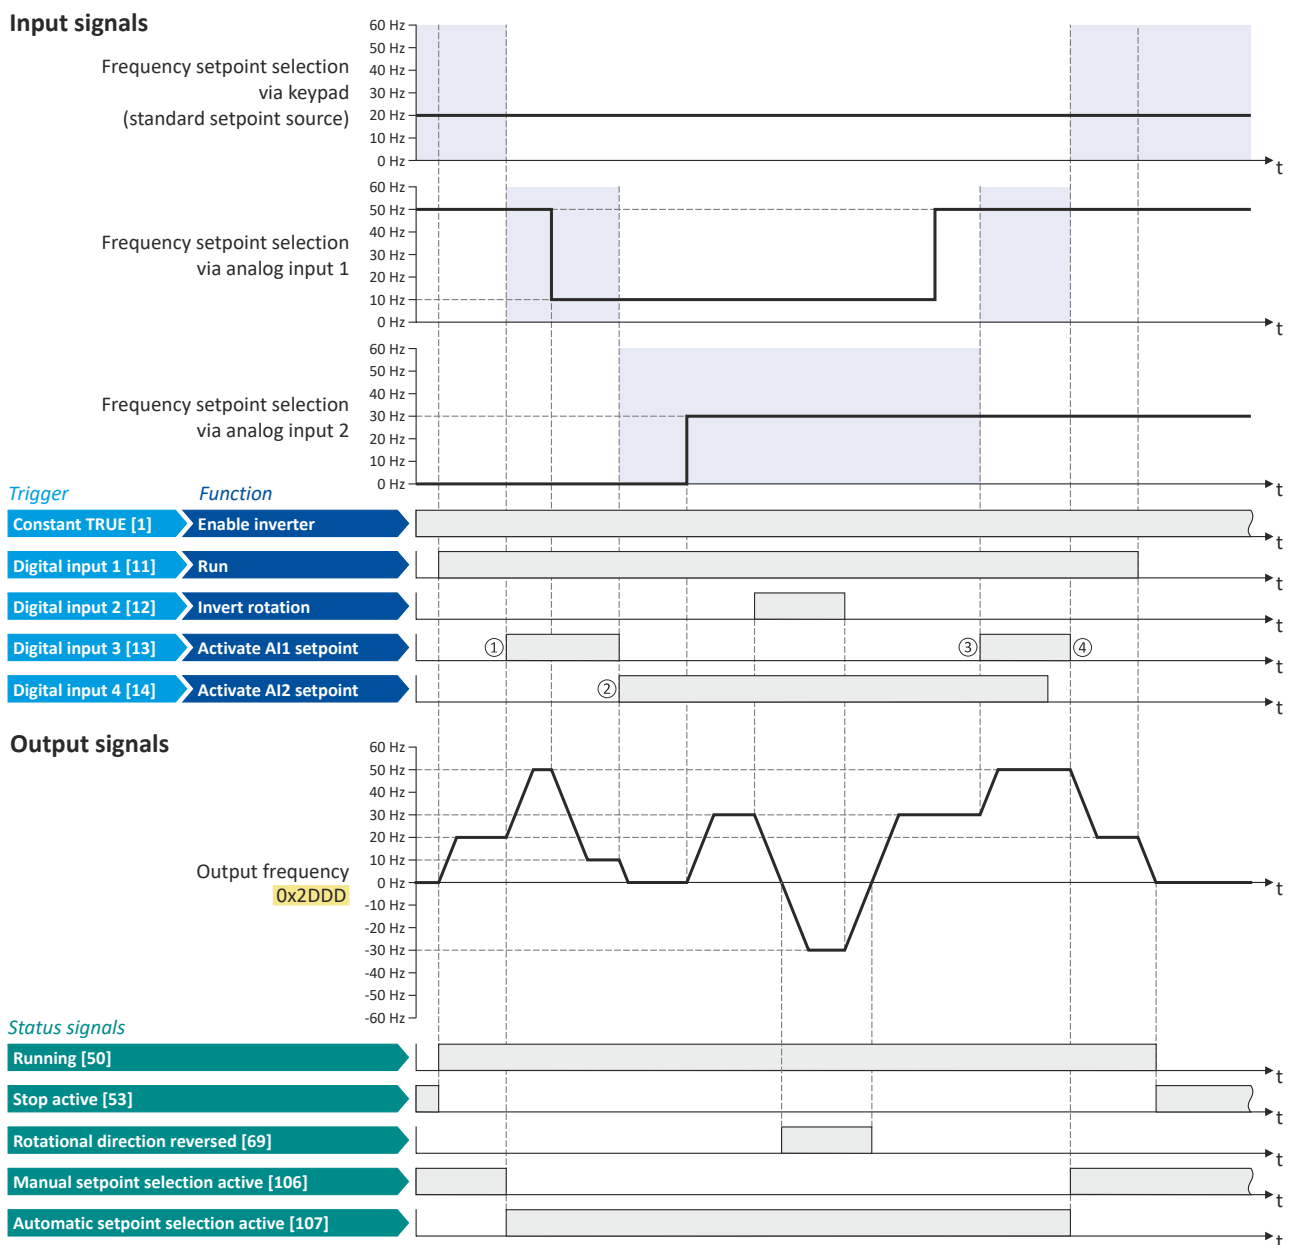 Input signals
60 Hz
50 Hz
40 Hz
30 Hz
20 Hz
10 Hz
0 Hz
Frequency setpoint selection
via keypad
(standard setpoint source)
t
60 Hz
50 Hz
40 Hz
30 Hz
20 Hz
10 Hz
0 Hz
Frequency setpoint selection
via analog input 1
t
60 Hz
50 Hz
40 Hz
30 Hz
20 Hz
10 Hz
0 Hz
Frequency setpoint selection
via analog input 2
t
Trigger Function
Constant TRUE [1] Enable inverter t
Digital input 1 [11] Run t
Digital input 2 [12] Invert rotation t
Digital input 3 [13] Activate AI1 setpoint ① ③ ④ t
Digital input 4 [14] Activate AI2 setpoint ② t
Output signals
60 Hz
50 Hz
40 Hz
30 Hz
20 Hz
10 Hz
0 Hz
-10 Hz
-20 Hz
-30 Hz
-40 Hz
-50 Hz
-60 Hz
Output frequency
0x2DDD
t
Status signals
Running [50] t
Stop active [53] t
Rotational direction reversed [69] t
Manual setpoint selection active [106] t
Automatic setpoint selection active [107] t